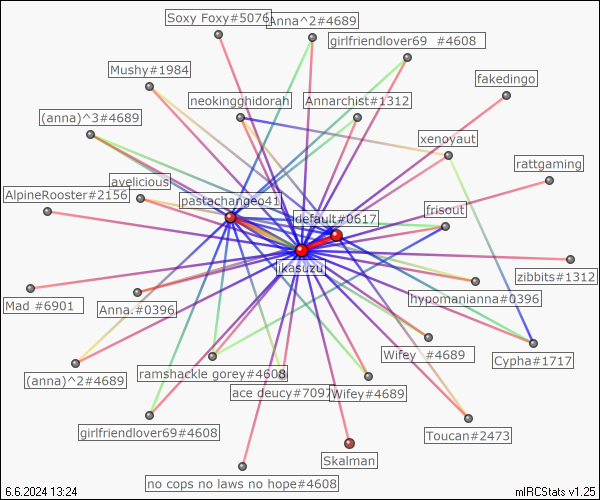 Soxy Foxy#5076
Anna^2#4689
girlfriendlover69 #4608
Mushy#1984
fakedingo
neokingghidorah
Annarchist#1312
(anna)^3#4689
xenoyaut
rattgaming
avelicious
AlpineRooster#2156
pastachangeo41
default#0617
frisout
jikasuzu
zibbits#1312
hypomanianna#0396
Mad #6901
Anna.#0396
Wifey #4689
Cypha#1717
ramshackle gorey#4608
(anna)^2#4689
ace deucy#7097
Wifey#4689
girlfriendlover69#4608
Toucan#2473
Skalman
no cops no laws no hope#4608
6.6.2024 13:24
mIRCStats v1.25